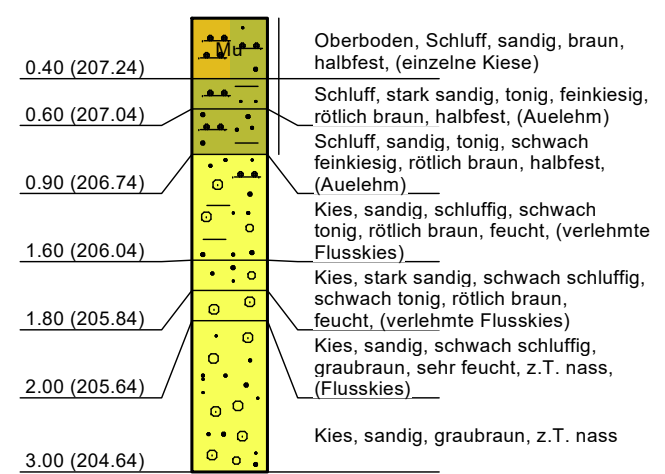 Oberboden, Schluff, sandig, braun,
halbfest, (einzelne Kiese)
Mu
0.40 (207.24)
Schluff, stark sandig, tonig, feinkiesig,
rötlich braun, halbfest, (Auelehm)
0.60 (207.04)
Schluff, sandig, tonig, schwach
feinkiesig, rötlich braun, halbfest,
(Auelehm)
0.90 (206.74)
Kies, sandig, schluffig, schwach
tonig, rötlich braun, feucht, (verlehmte
Flusskies)
1.60 (206.04)
Kies, stark sandig, schwach schluffig,
schwach tonig, rötlich braun,
feucht, (verlehmte Flusskies)
1.80 (205.84)
Kies, sandig, schwach schluffig,
graubraun, sehr feucht, z.T. nass,
(Flusskies)
2.00 (205.64)
Kies, sandig, graubraun, z.T. nass
3.00 (204.64)